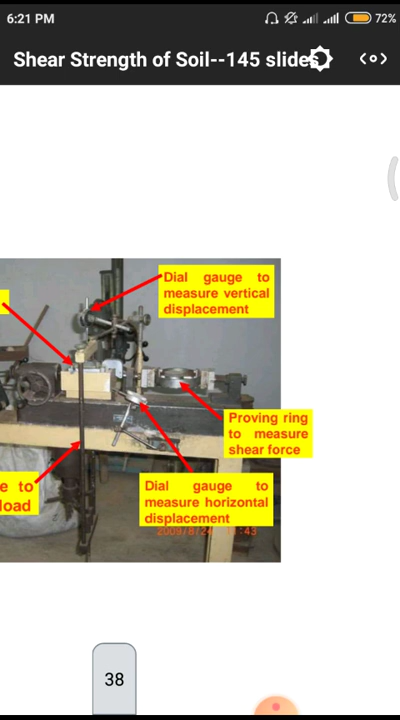 6:21 PM
72%
Shear Strength of Soil--145 slides
Dial gauge to
measure vertical
displacement
Proving ring
to measure
shear force
e to
load
Dial gauge to
measure horizontal
displacement
38